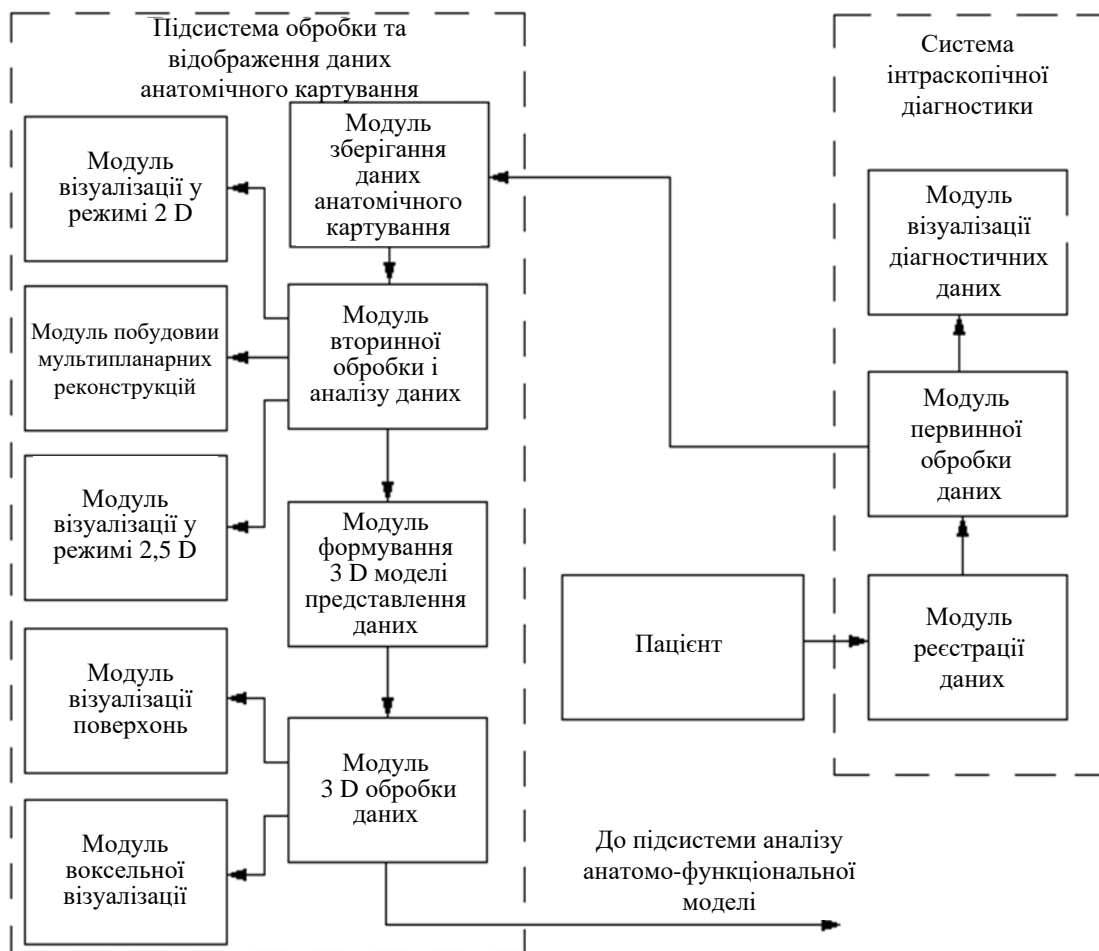 Підсистема обробки та
відображення даних
анатомічного картування
Модуль
візуалізації у
режимі 2 D
Модуль
зберігання
даних
анатомічного
картування
Модуль побудовии
мультипланарних
реконструкцій
Модуль
вторинної
обробки і
аналізу даних
Модуль
візуалізації у
режимі 2,5 D
Модуль
формування
3 D моделі
представлення
даних
Модуль
візуалізації
поверхонь
Модуль
3 D обробки
даних
Модуль
воксельної
візуалізації
Система
інтраскопічної
діагностики
Модуль
візуалізації
діагностичних
даних
Модуль
первинної
обробки
даних
Пацієнт
Модуль
реєстрації
даних
До підсистеми аналізу
анатомо-функціональної
моделі